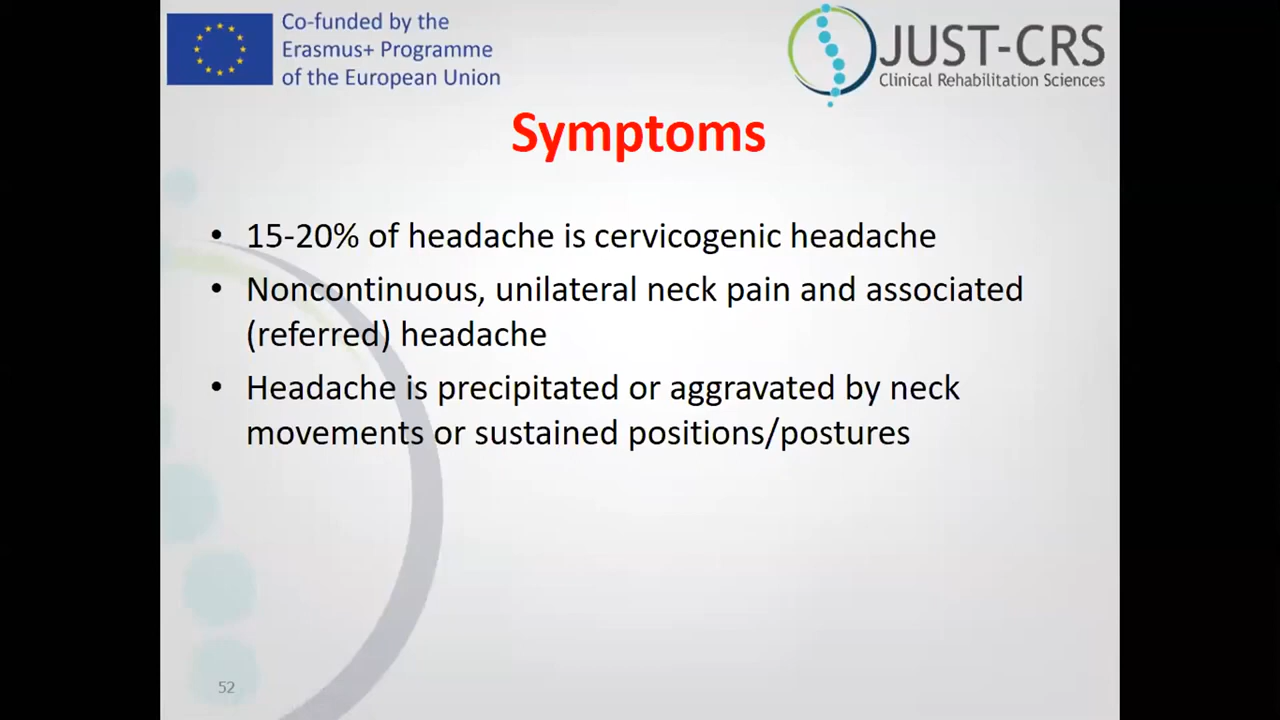 Co-funded by the
Erasmus+ Programme
of the European Union
JUST-CRS
Clinical Rehabilitation Sciences
Symptoms
• 15-20% of headache is cervicogenic headache
• Noncontinuous, unilateral neck pain and associated
(referred) headache
• Headache is precipitated or aggravated by neck
movements or sustained positions/postures
52